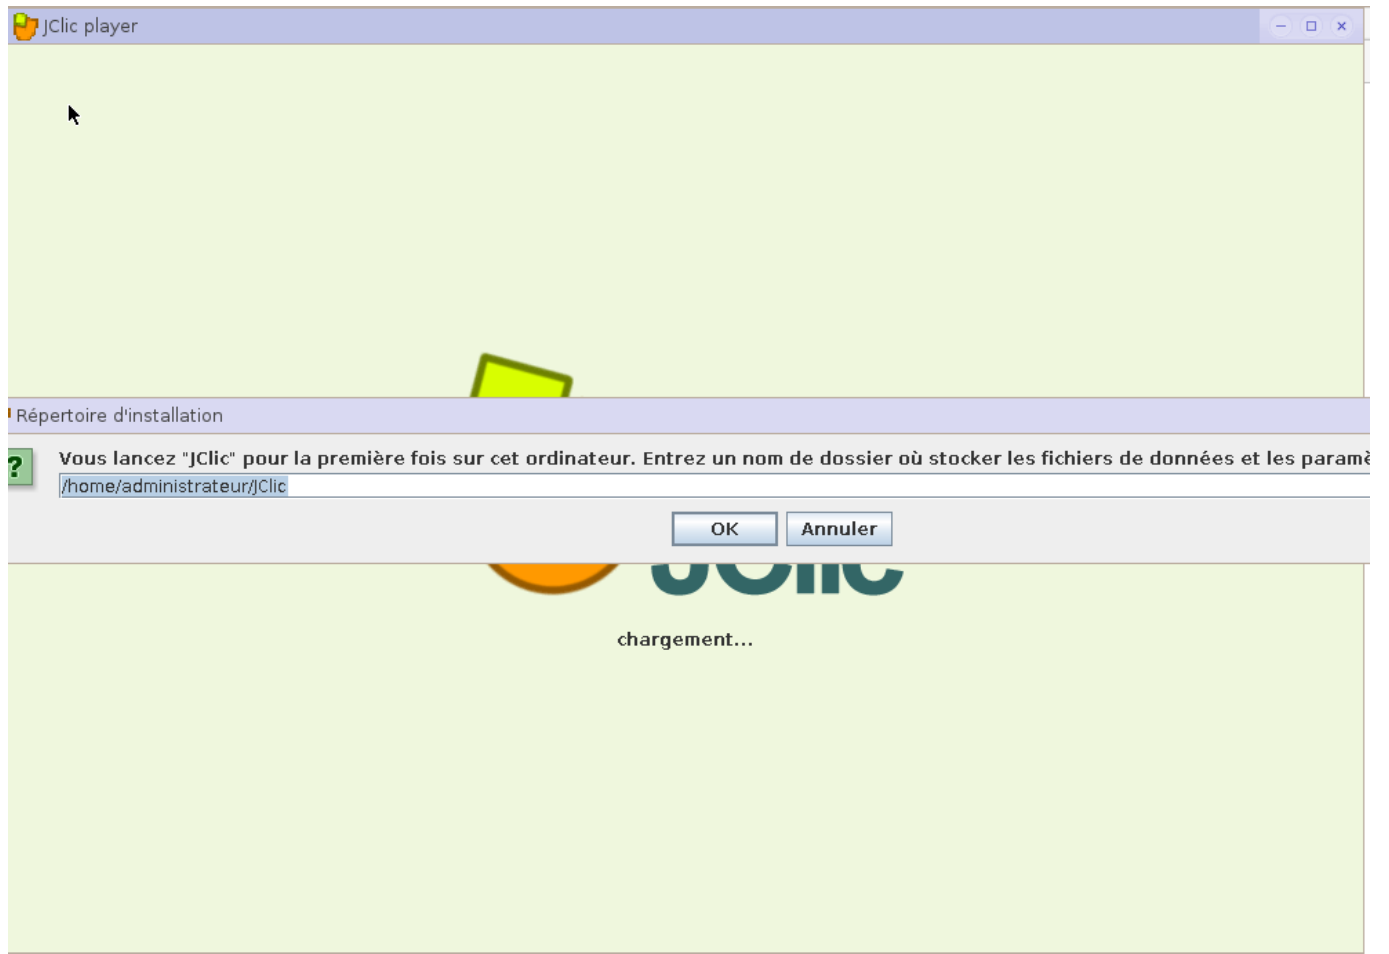 JClic player
Répertoire d'installation
Vous lancez "JClic" pour la première fois sur cet ordinateur. Entrez un nom de dossier où stocker les fichiers de données et les paramè
/home/administrateur/JClic
OK Annuler
JClic
chargement...